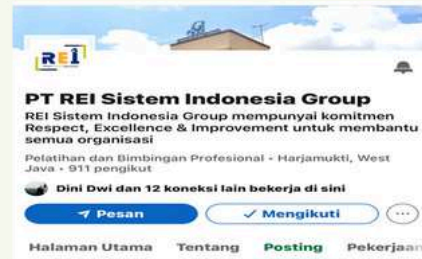 REI
PT REI Sistem Indonesia Group
REI Sistem Indonesia Group mempunyai komitmen
Respect, Excellence & Improvement untuk membantu
semua organisasi
Pelatihan dan Bimbingan Profesional • Harjamukti, West
Java • 911 pengikut
Dini Dwi dan 12 koneksi lain bekerja di sini
Pesan
Mengikuti
Halaman Utama Tentang Posting Pekerjaan